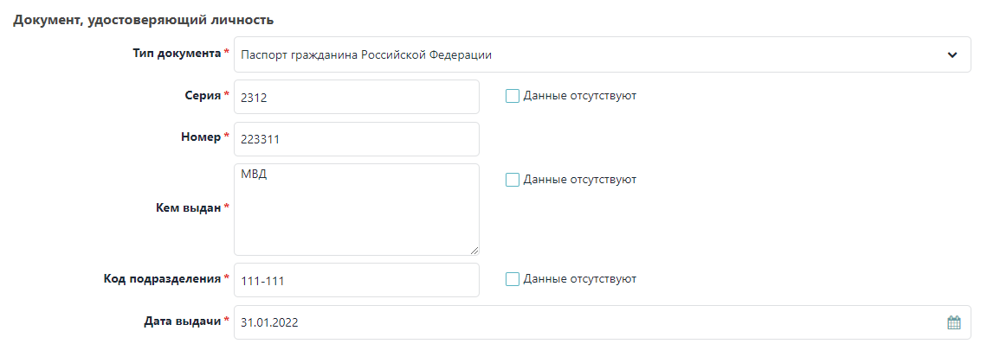 Документ, удостоверяющий личность
Тип документа * Паспорт гражданина Российской Федерации
Серия * 2312 Данные отсутствуют
Номер * 223311
МВД Данные отсутствуют
Кем выдан *
Код подразделения * 111-111 Данные отсутствуют
Дата выдачи * 31.01.2022